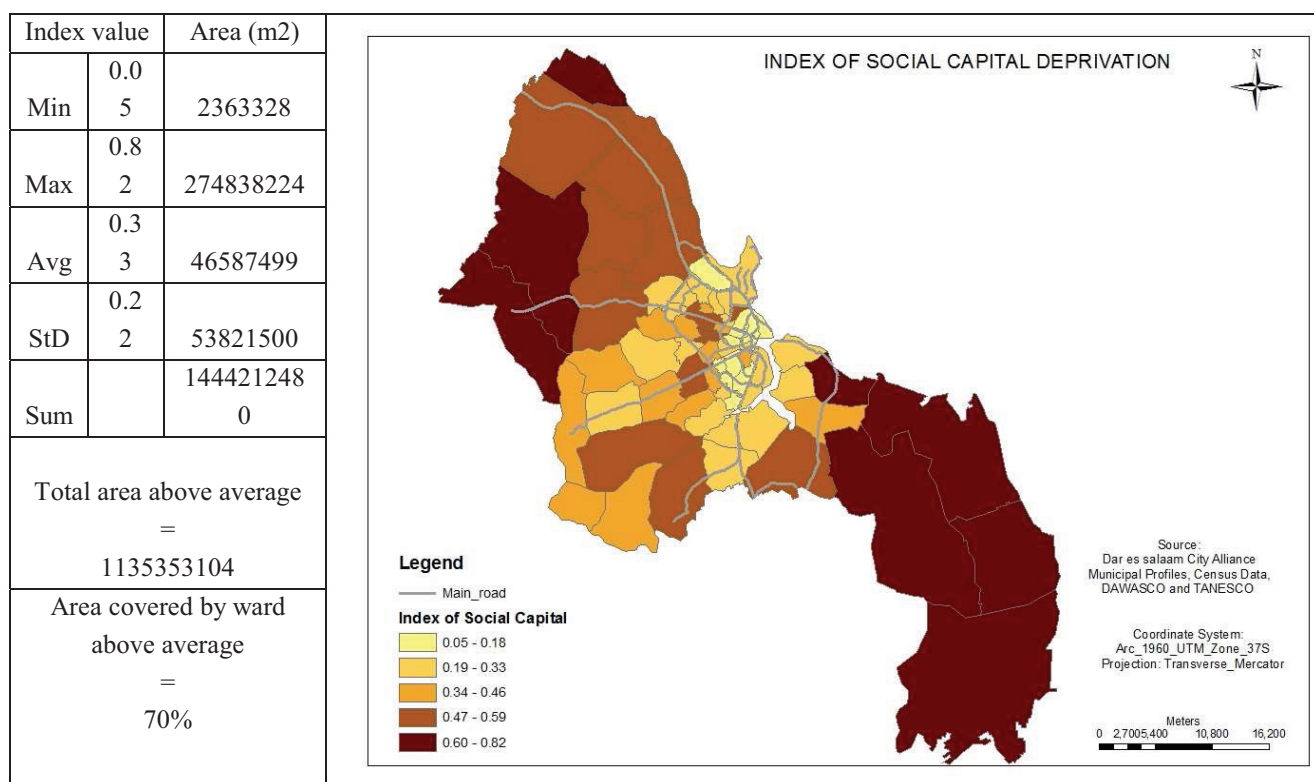 Index value Area (m2)
0.0
Min 5 2363328
0.8
Max 2 274838224
0.3
Avg 3 46587499
0.2
StD 2 53821500
144421248
Sum 0
Total area above average
=
1135353104
Area covered by ward
above average
=
70%
INDEX OF SOCIAL CAPITAL DEPRIVATION
N
Legend
Main_road
Index of Social Capital
0.05 - 0.18
0.19 - 0.33
0.34 - 0.46
0.47 - 0.59
0.60 - 0.82
Source:
Dar es salaam City Alliance
Municipal Profiles, Census Data,
DAWASCO and TANESCO
Coordinate System:
Arc_1960_UTM_Zone_37S
Projection: Transverse_Mercator
Meters
0 2,7005,400 10,800 16,200